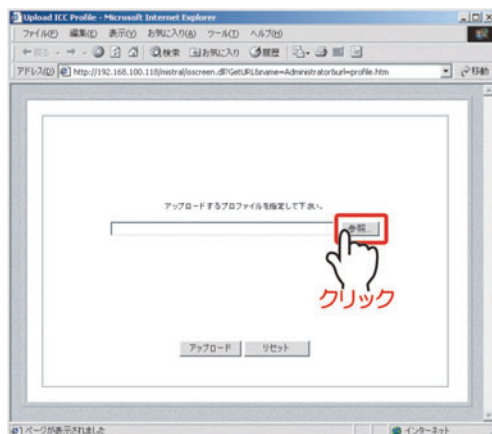 Upload ICC Profile - Microsoft Internet Explorer
ファイル(F) 編集(E) 表示(V) お気に入り(A) ツール(T) ヘルプ(H)
戻る 検索 お気に入り 履歴
アドレス(D) http://192.168.100.118/mistral/isscreen.dll?GetURL&name=Administrator&url=profile.htm 移動
アップロードするプロファイルを指定して下さい。
参照...
クリック
アップロード リセット
ページが表示されました インターネット